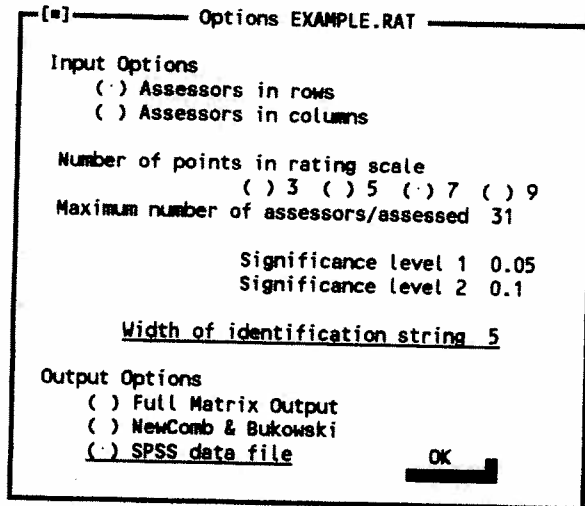 [■] Options EXAMPLE.RAT
Input Options
(·) Assessors in rows
( ) Assessors in columns
Number of points in rating scale
( ) 3 ( ) 5 (·) 7 ( ) 9
Maximum number of assessors/assessed 31
Significance level 1 0.05
Significance level 2 0.1
Width of identification string 5
Output Options
( ) Full Matrix Output
( ) NewComb & Bukowski
(·) SPSS data file
OK